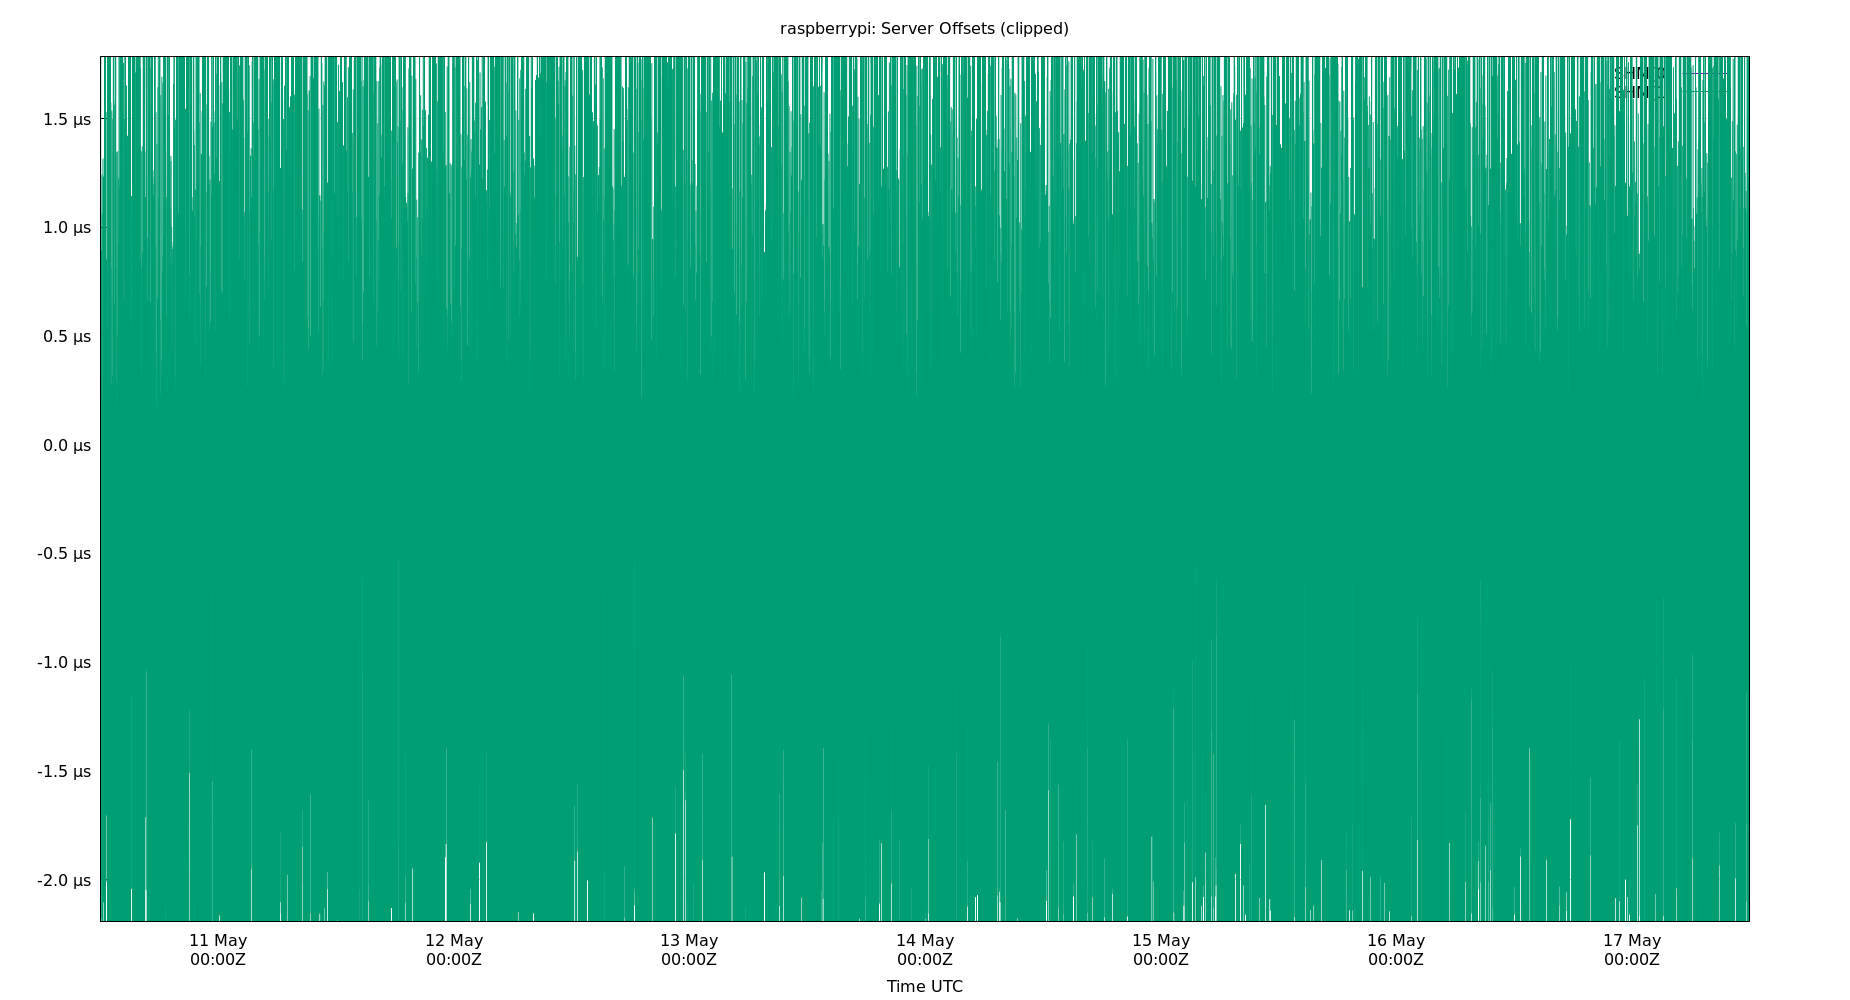 raspberrypi: Server Offsets (clipped)
1.5 µs
1.0 µs
0.5 µs
0.0 µs
-0.5 µs
-1.0 µs
-1.5 µs
-2.0 µs
11 May 12 May 13 May 14 May 15 May 16 May 17 May
00:00Z 00:00Z 00:00Z 00:00Z 00:00Z 00:00Z 00:00Z
Time UTC